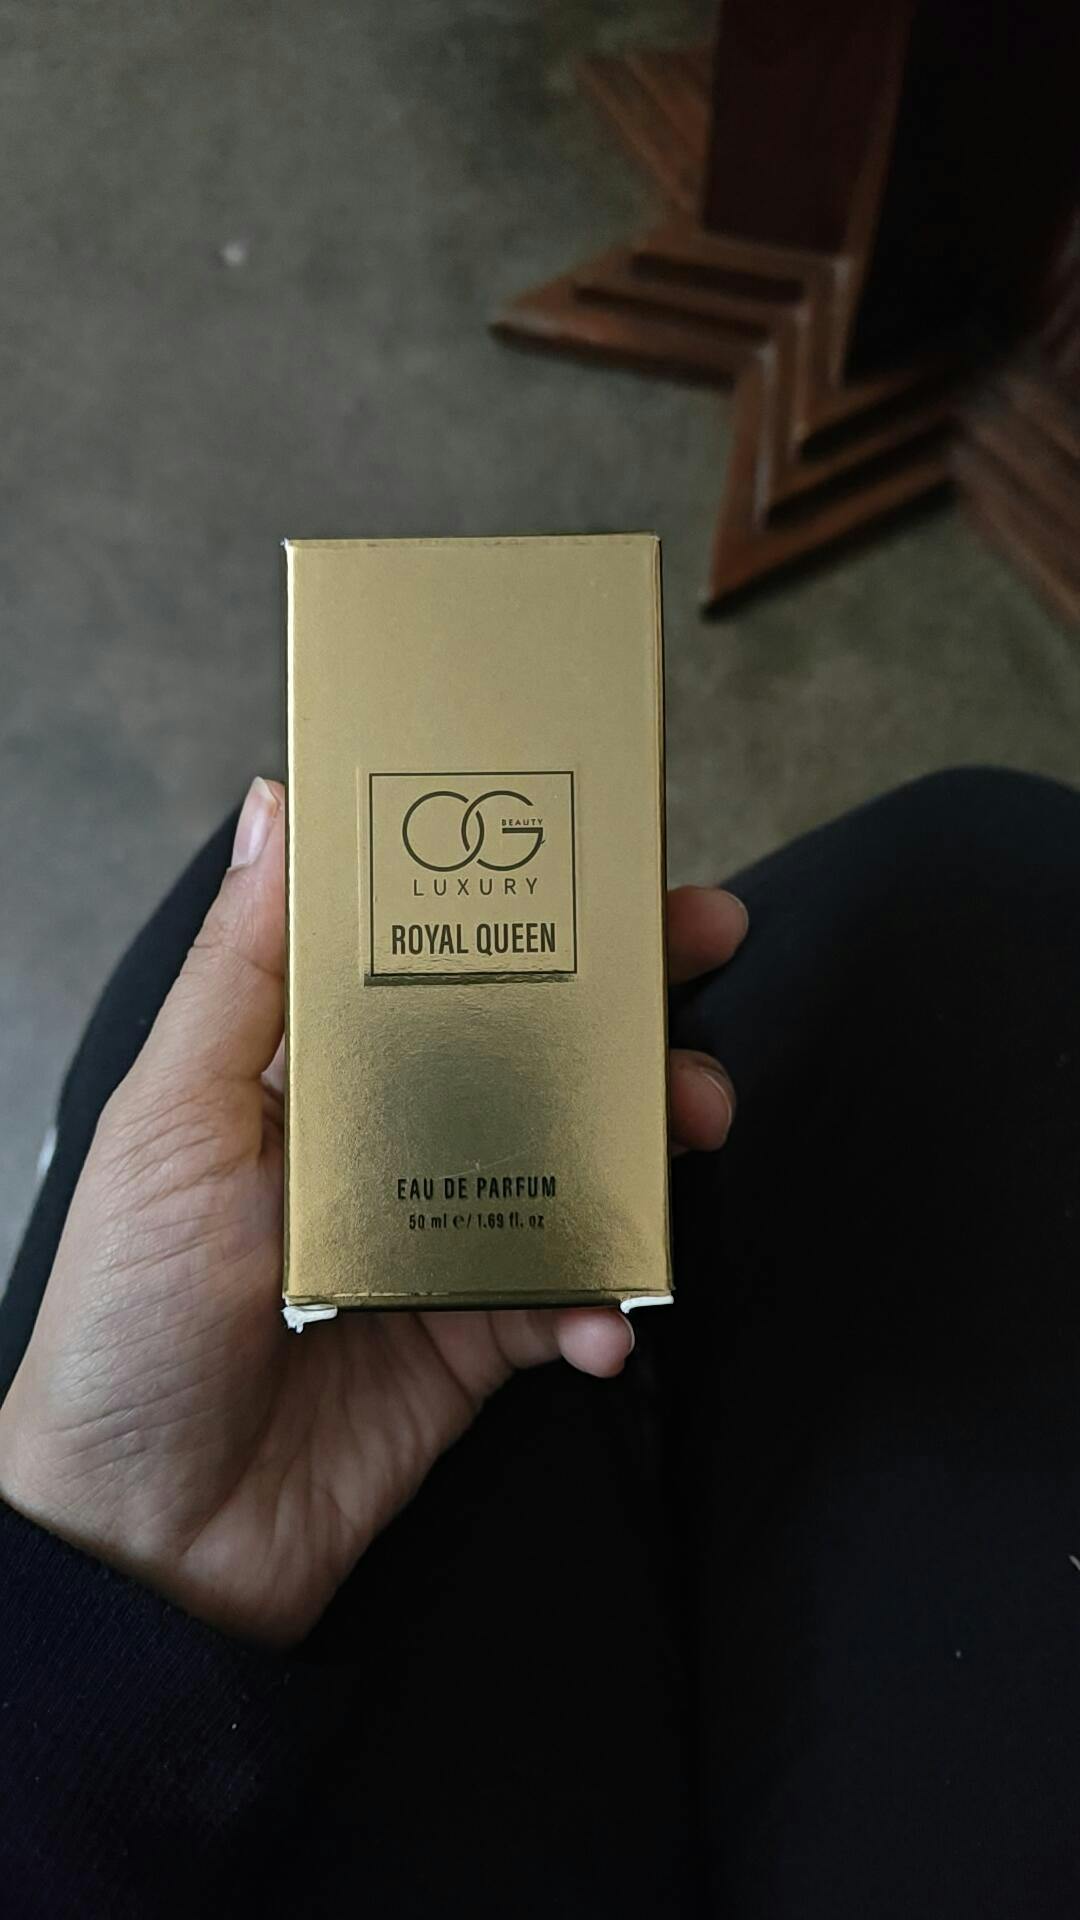 OG
BEAUTY
LUXURY
ROYAL QUEEN
EAU DE PARFUM
50 ml ℮/ 1.69 fl. oz